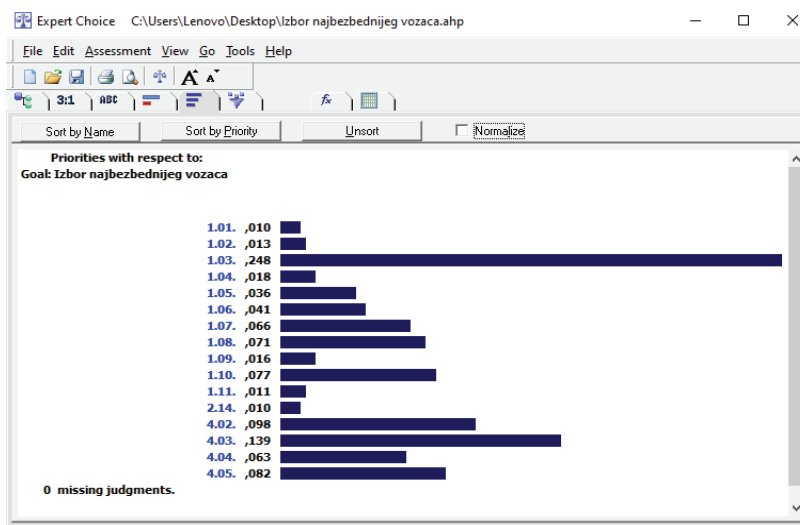 Expert Choice C:\Users\Lenovo\Desktop\Izbor najbezbednijeg vozaca.ahp
File Edit Assessment View Go Tools Help
A A
3:1 ABC fx
Sort by Name Sort by Priority Unsort Normalize
Priorities with respect to:
Goal: Izbor najbezbednijeg vozaca
1.01. ,010
1.02. ,013
1.03. ,248
1.04. ,018
1.05. ,036
1.06. ,041
1.07. ,066
1.08. ,071
1.09. ,016
1.10. ,077
1.11. ,011
2.14. ,010
4.02. ,098
4.03. ,139
4.04. ,063
4.05. ,082
0 missing judgments.